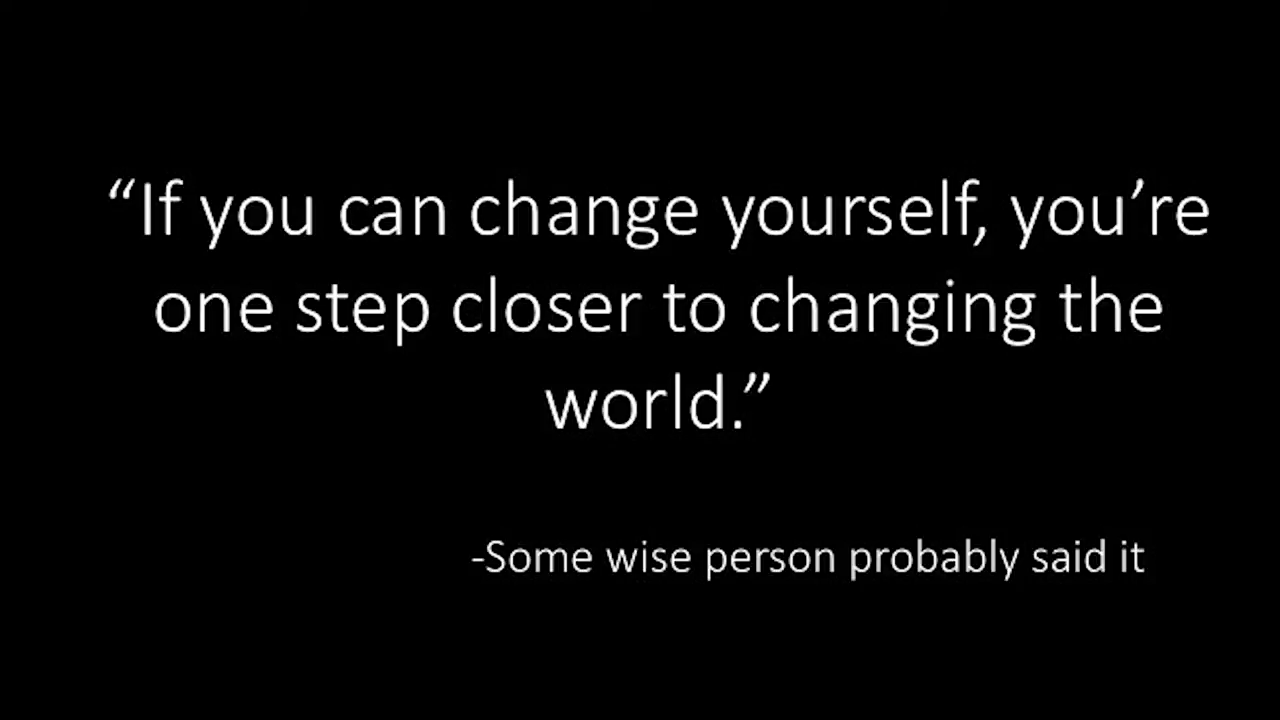 “If you can change yourself, you’re
one step closer to changing the
world.”
-Some wise person probably said it